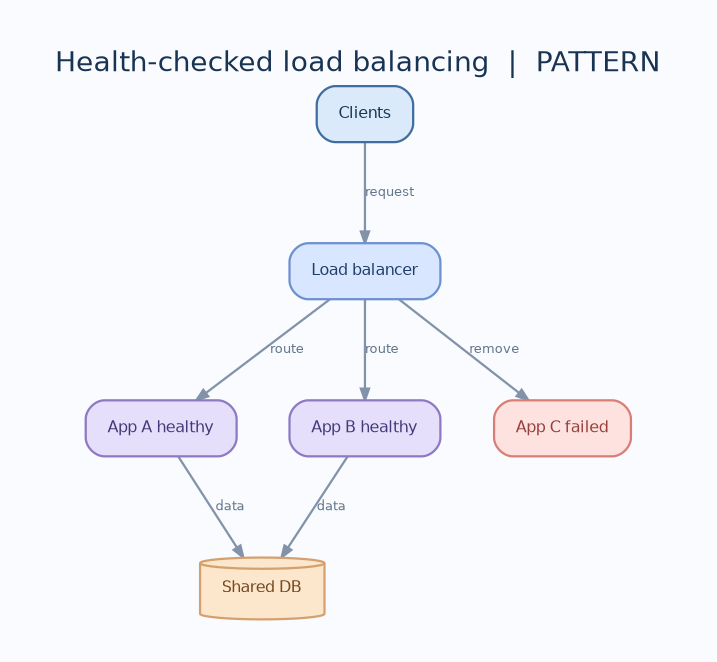 Health-checked load balancing | PATTERN
Clients
request
Load balancer
route
route
remove
App A healthy
App B healthy
App C failed
data
data
Shared DB